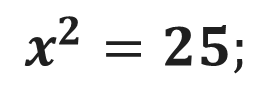 x² = 25;